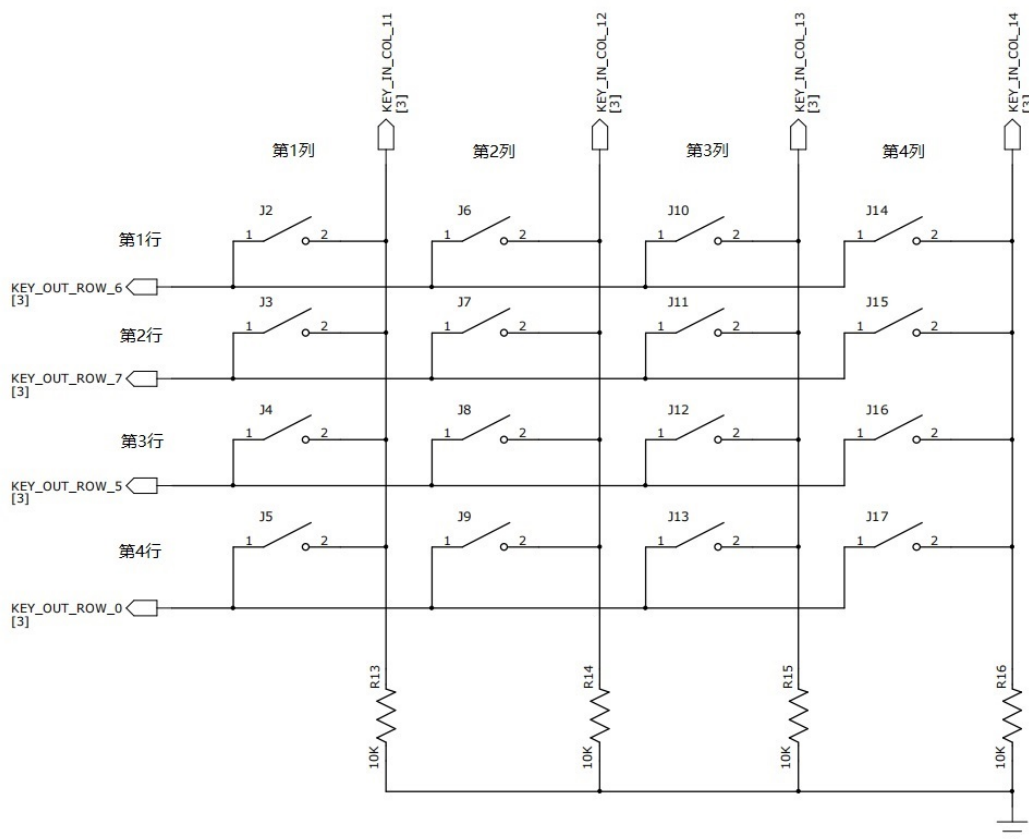 KEY_IN_COL_11
[3]
KEY_IN_COL_12
[3]
KEY_IN_COL_13
[3]
KEY_IN_COL_14
[3]
第1列
第2列
第3列
第4列
J2
J6
J10
J14
第1行
1 2
1 2
1 2
1 2
KEY_OUT_ROW_6
[3]
J3
J7
J11
J15
第2行
1 2
1 2
1 2
1 2
KEY_OUT_ROW_7
[3]
J4
J8
J12
J16
第3行
1 2
1 2
1 2
1 2
KEY_OUT_ROW_5
[3]
J5
J9
J13
J17
第4行
1 2
1 2
1 2
1 2
KEY_OUT_ROW_0
[3]
R13
10K
R14
10K
R15
10K
R16
10K